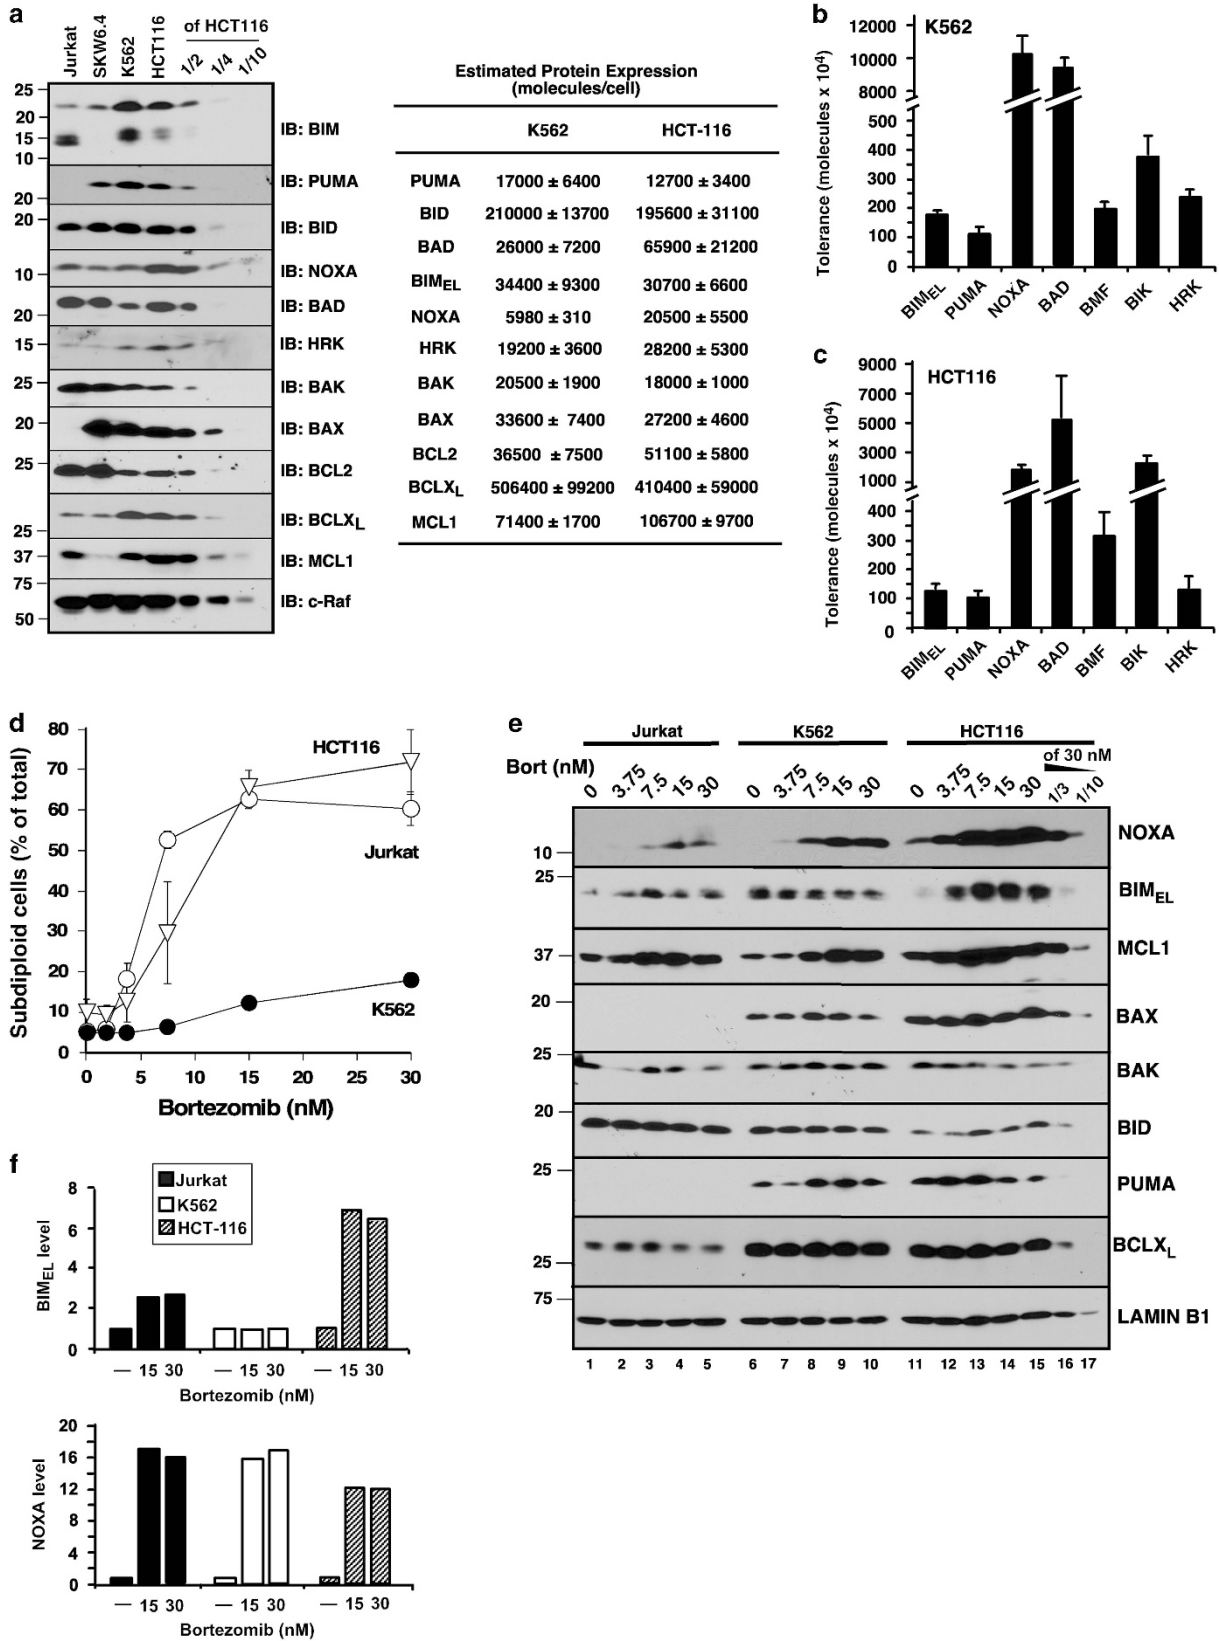 a
Jurkat
SKW6.4
K562
HCT116
of HCT116
1/2
1/4
1/10
25
20
15
10
IB: BIM
20
IB: PUMA
20
IB: BID
10
IB: NOXA
20
IB: BAD
15
IB: HRK
25
IB: BAK
20
IB: BAX
25
IB: BCL2
25
IB: BCLXL
37
IB: MCL1
75
50
IB: c-Raf
Estimated Protein Expression
(molecules/cell)
K562 HCT-116
PUMA 17000 ± 6400 12700 ± 3400
BID 210000 ± 13700 195600 ± 31100
BAD 26000 ± 7200 65900 ± 21200
BIMEL 34400 ± 9300 30700 ± 6600
NOXA 5980 ± 310 20500 ± 5500
HRK 19200 ± 3600 28200 ± 5300
BAK 20500 ± 1900 18000 ± 1000
BAX 33600 ± 7400 27200 ± 4600
BCL2 36500 ± 7500 51100 ± 5800
BCLXL 506400 ± 99200 410400 ± 59000
MCL1 71400 ± 1700 106700 ± 9700
b
K562
Tolerance (molecules x 10⁴)
12000
10000
8000
500
400
300
200
100
0
BIMEL
PUMA
NOXA
BAD
BMF
BIK
HRK
c
HCT116
Tolerance (molecules x 10⁴)
9000
7000
5000
3000
1000
400
300
200
100
0
BIMEL
PUMA
NOXA
BAD
BMF
BIK
HRK
d
Subdiploid cells (% of total)
80
70
60
50
40
30
20
10
0
HCT116
Jurkat
K562
0 5 10 15 20 25 30
Bortezomib (nM)
e
Jurkat K562 HCT116
of 30 nM
Bort (nM)
0 3.75 7.5 15 30 0 3.75 7.5 15 30 0 3.75 7.5 15 30 1/3 1/10
10
NOXA
25
BIMEL
37
MCL1
20
BAX
25
BAK
20
BID
25
PUMA
25
BCLXL
75
LAMIN B1
1 2 3 4 5 6 7 8 9 10 11 12 13 14 15 16 17
f
Jurkat
K562
HCT-116
BIMEL level
8
6
4
2
0
— 15 30 — 15 30 — 15 30
Bortezomib (nM)
NOXA level
20
16
12
8
4
0
— 15 30 — 15 30 — 15 30
Bortezomib (nM)